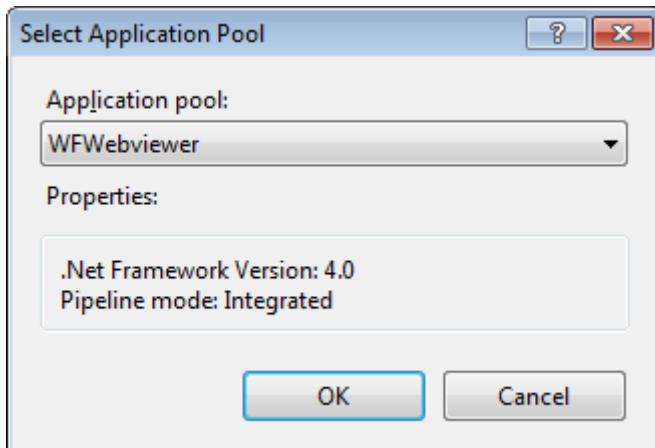 Select Application Pool
?
Application pool:
WFWebviewer
Properties:
.Net Framework Version: 4.0
Pipeline mode: Integrated
OK
Cancel